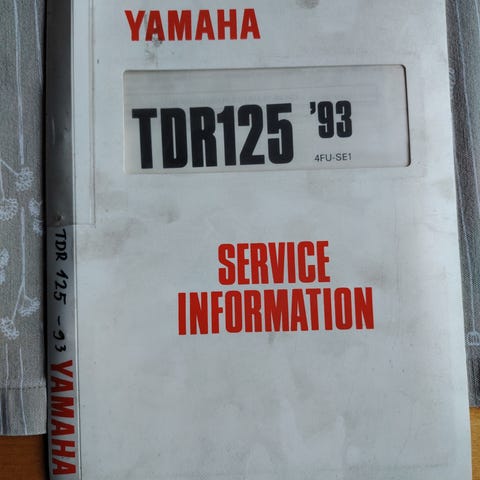 YAMAHA
TDR125 '93
4FU-SE1
SERVICE
INFORMATION
TDR 125 - 93
YAMAHA